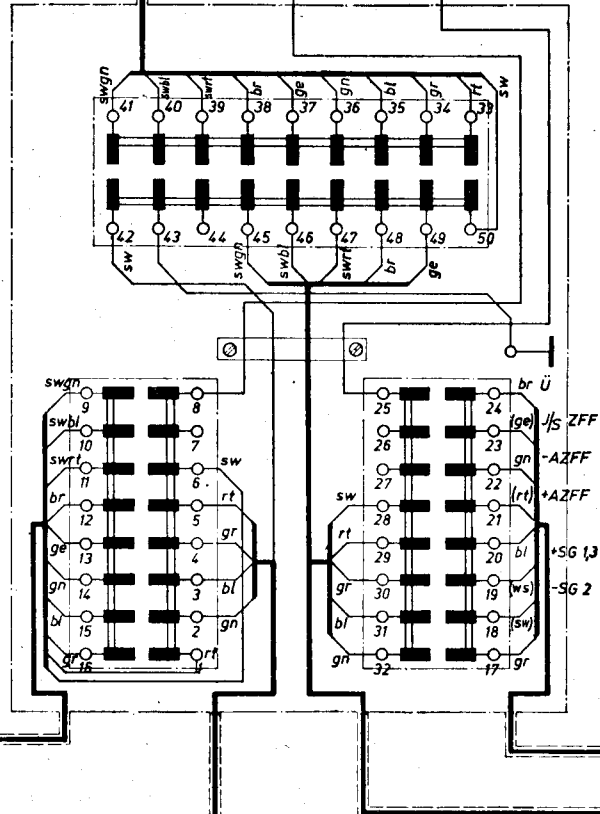 swgn swbl swrt br ge gn bl gr rt sw
41 40 39 38 37 36 35 34 33
42 43 44 45 46 47 48 49 50
sw swgn swbl swrt br ge
swgn
9 8
swbl
10 7
swrt sw
11 6
br rt
12 5
ge gr
13 4
gn bl
14 3
bl gn
15 2
gr rt
16 1
br Ü
25 24
(ge) J/S ZFF
26 23
gn -AZFF
27 22
sw (rt) +AZFF
28 21
rt bl +SG 1,3
29 20
gr (ws) -SG 2
30 19
bl (sw)
31 18
gn gr
32 17